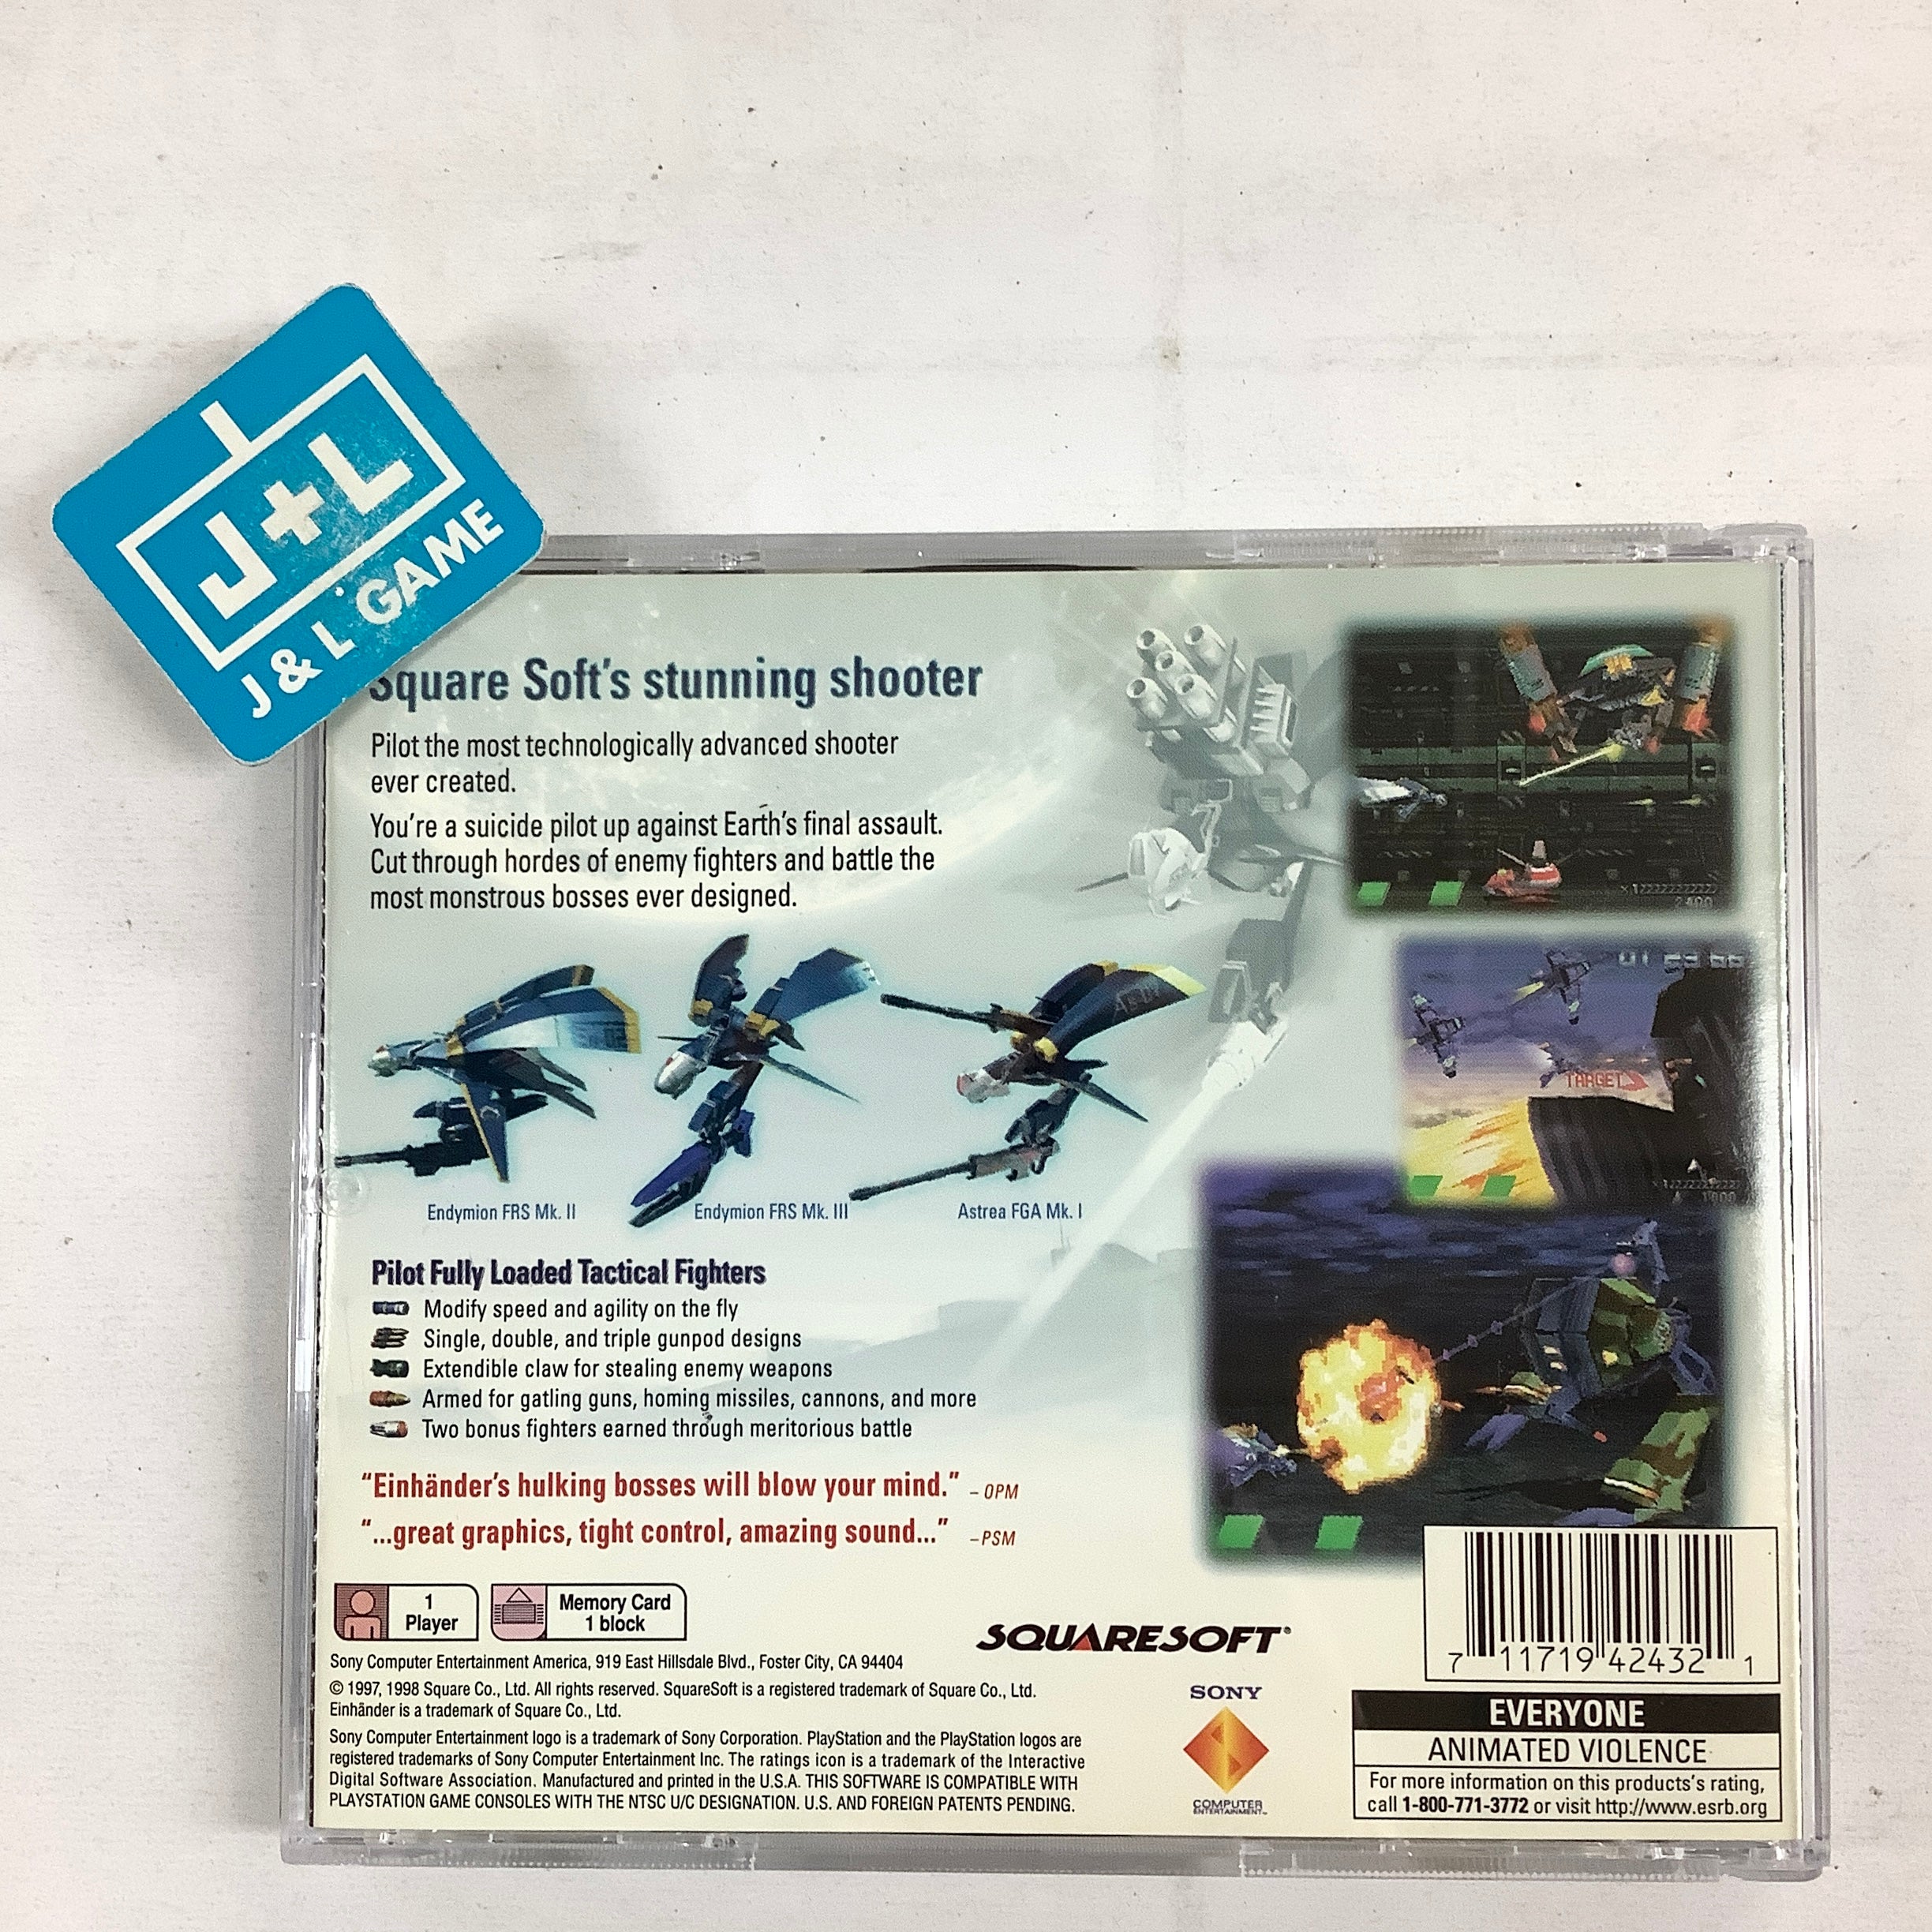 J+L
J & L GAME
Square Soft's stunning shooter
Pilot the most technologically advanced shooter
ever created.
You're a suicide pilot up against Earth's final assault.
Cut through hordes of enemy fighters and battle the
most monstrous bosses ever designed.
TARGET
Endymion FRS Mk. II
Endymion FRS Mk. III
Astrea FGA Mk. I
Pilot Fully Loaded Tactical Fighters
Modify speed and agility on the fly
Single, double, and triple gunpod designs
Extendible claw for stealing enemy weapons
Armed for gatling guns, homing missiles, cannons, and more
Two bonus fighters earned through meritorious battle
“Einhänder's hulking bosses will blow your mind.” – OPM
“...great graphics, tight control, amazing sound...” –PSM
1
Player
Memory Card
1 block
SQUARESOFT®
7 11719 42432 1
Sony Computer Entertainment America, 919 East Hillsdale Blvd., Foster City, CA 94404
© 1997, 1998 Square Co., Ltd. All rights reserved. SquareSoft is a registered trademark of Square Co., Ltd.
Einhänder is a trademark of Square Co., Ltd.
Sony Computer Entertainment logo is a trademark of Sony Corporation. PlayStation and the PlayStation logos are
registered trademarks of Sony Computer Entertainment Inc. The ratings icon is a trademark of the Interactive
Digital Software Association. Manufactured and printed in the U.S.A. THIS SOFTWARE IS COMPATIBLE WITH
PLAYSTATION GAME CONSOLES WITH THE NTSC U/C DESIGNATION. U.S. AND FOREIGN PATENTS PENDING.
SONY
COMPUTER
ENTERTAINMENT™
EVERYONE
ANIMATED VIOLENCE
For more information on this products's rating,
call 1-800-771-3772 or visit http://www.esrb.org